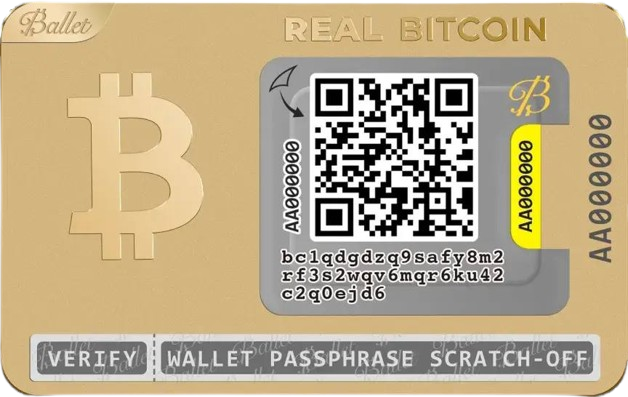 Ballet
REAL BITCOIN
AA000000
AA000000
AA000000
bc1qdgdzq9safy8m2
rf3s2wqv6mqr6ku42
c2q0ejd6
VERIFY
WALLET PASSPHRASE SCRATCH-OFF